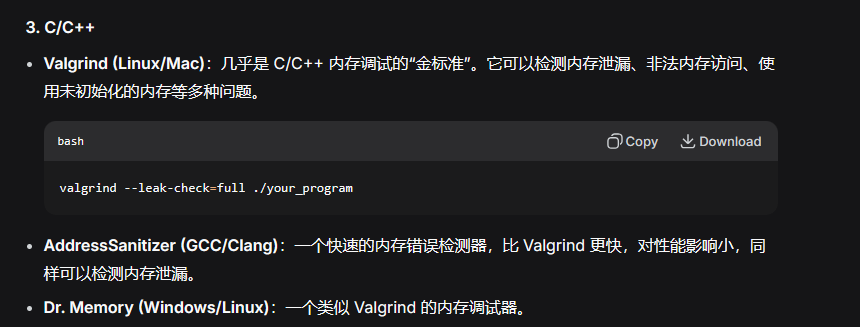 3. C/C++
Valgrind (Linux/Mac)：几乎是 C/C++ 内存调试的“金标准”。它可以检测内存泄漏、非法内存访问、使
用未初始化的内存等多种问题。
bash
Copy
Download
valgrind --leak-check=full ./your_program
AddressSanitizer (GCC/Clang)：一个快速的内存错误检测器，比 Valgrind 更快，对性能影响小，同
样可以检测内存泄漏。
Dr. Memory (Windows/Linux)：一个类似 Valgrind 的内存调试器。